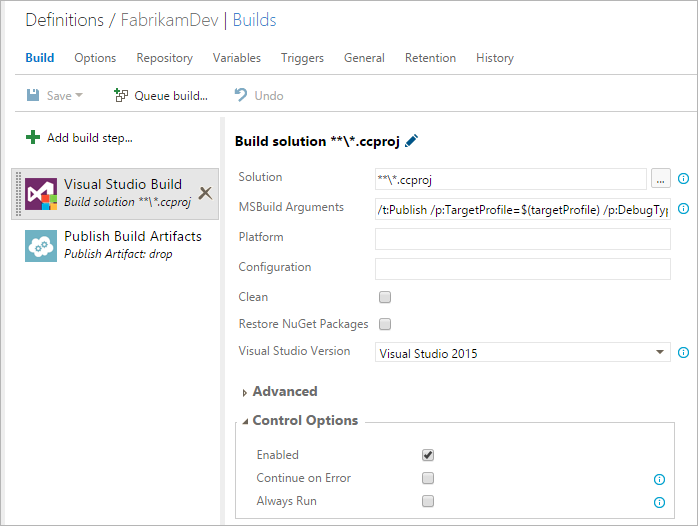 Definitions / FabrikamDev | Builds
Build Options Repository Variables Triggers General Retention History
Save Queue build... Undo
Add build step...
Visual Studio Build
Build solution **\*.ccproj
Publish Build Artifacts
Publish Artifact: drop
Build solution **\*.ccproj
Solution **\*.ccproj ...
MSBuild Arguments /t:Publish /p:TargetProfile=$(targetProfile) /p:DebugTyp
Platform
Configuration
Clean
Restore NuGet Packages
Visual Studio Version Visual Studio 2015
Advanced
Control Options
Enabled
Continue on Error
Always Run